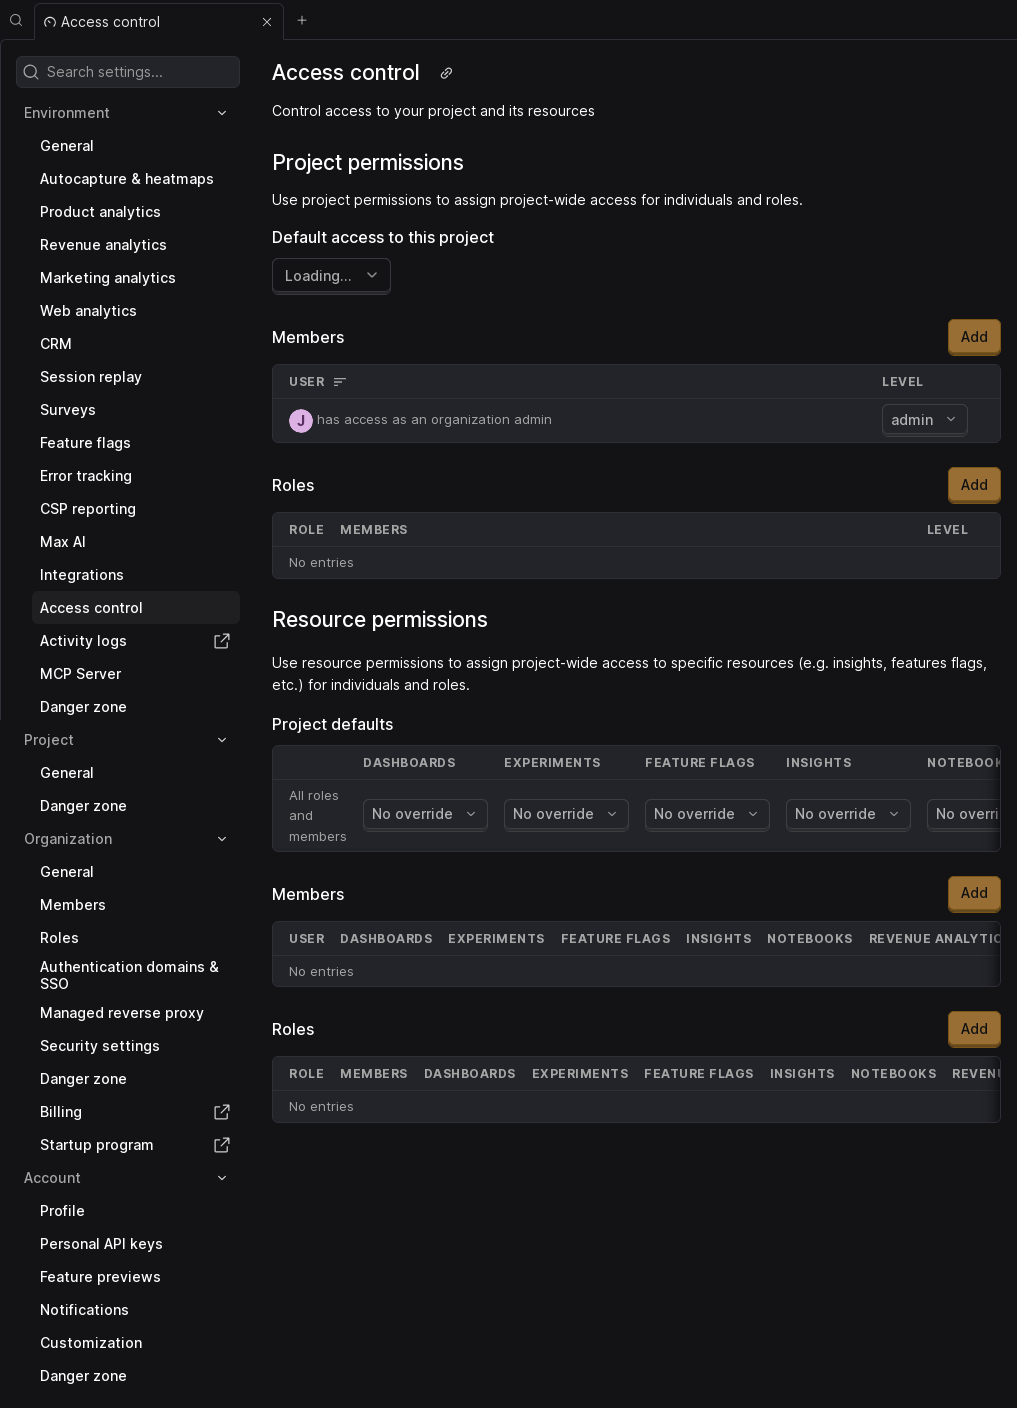 Access control
Search settings...
Environment
General
Autocapture & heatmaps
Product analytics
Revenue analytics
Marketing analytics
Web analytics
CRM
Session replay
Surveys
Feature flags
Error tracking
CSP reporting
Max AI
Integrations
Access control
Activity logs
MCP Server
Danger zone
Project
General
Danger zone
Organization
General
Members
Roles
Authentication domains &
SSO
Managed reverse proxy
Security settings
Danger zone
Billing
Startup program
Account
Profile
Personal API keys
Feature previews
Notifications
Customization
Danger zone
Access control
Control access to your project and its resources
Project permissions
Use project permissions to assign project-wide access for individuals and roles.
Default access to this project
Loading...
Members Add
USER LEVEL
J has access as an organization admin admin
Roles Add
ROLE MEMBERS LEVEL
No entries
Resource permissions
Use resource permissions to assign project-wide access to specific resources (e.g. insights, features flags,
etc.) for individuals and roles.
Project defaults
DASHBOARDS EXPERIMENTS FEATURE FLAGS INSIGHTS NOTEBOOK
All roles
and
members
No override No override No override No override No overri
Members Add
USER DASHBOARDS EXPERIMENTS FEATURE FLAGS INSIGHTS NOTEBOOKS REVENUE ANALYTIC
No entries
Roles Add
ROLE MEMBERS DASHBOARDS EXPERIMENTS FEATURE FLAGS INSIGHTS NOTEBOOKS REVENU
No entries